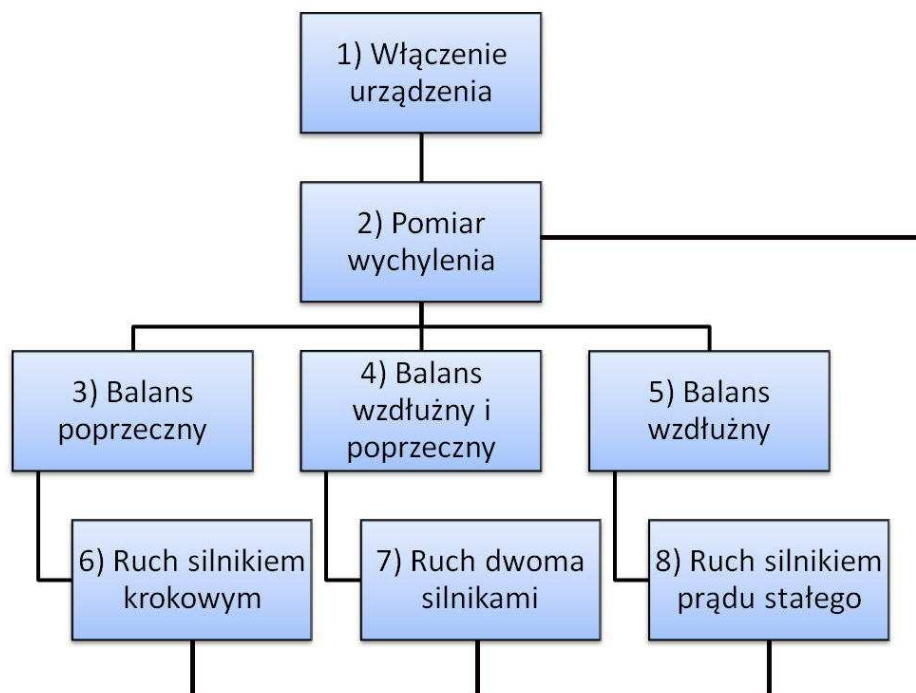 1) Włączenie
urządzenia
2) Pomiar
wychylenia
3) Balans
poprzeczny
4) Balans
wzdłużny i
poprzeczny
5) Balans
wzdłużny
6) Ruch silnikiem
krokowym
7) Ruch dwoma
silnikami
8) Ruch silnikiem
prądu stałego